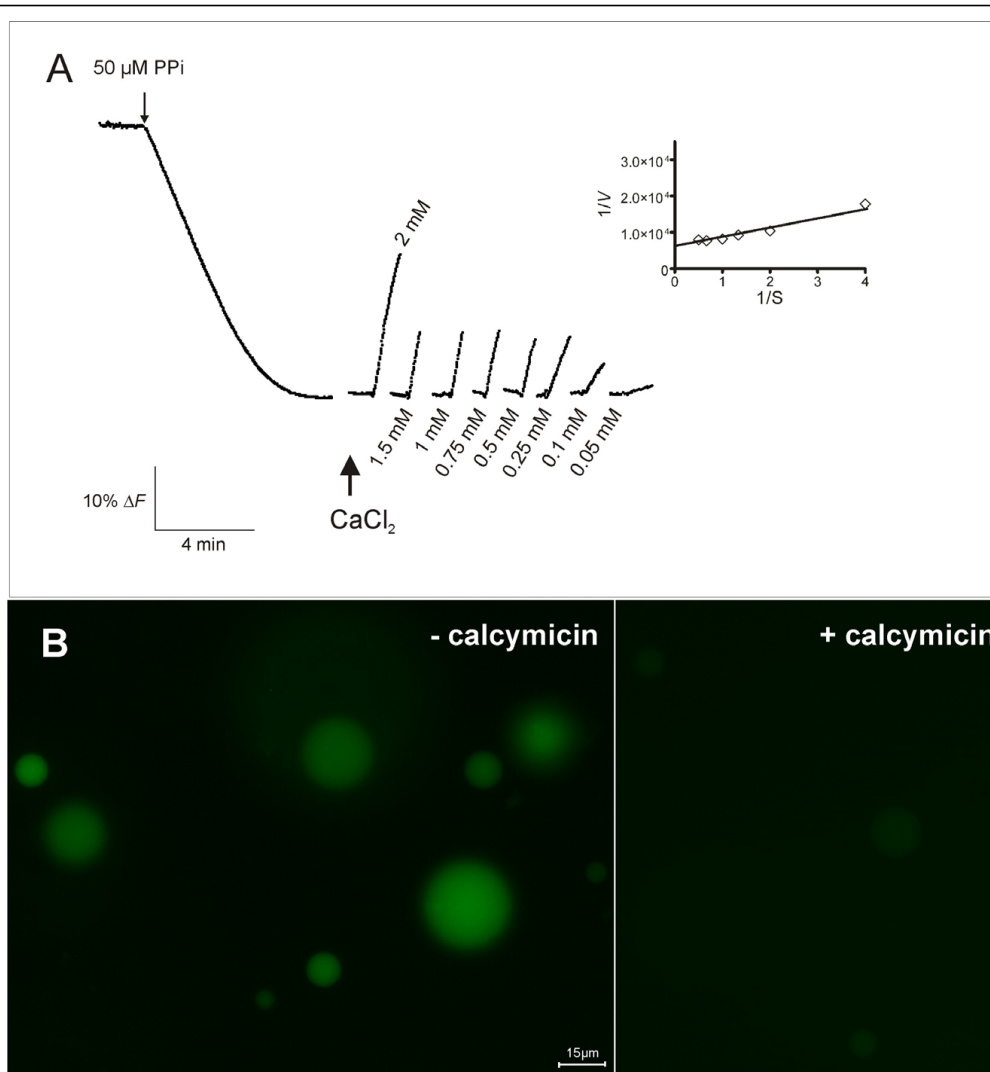 A
50 µM PPi
2 mM
1.5 mM
1 mM
0.75 mM
0.5 mM
0.25 mM
0.1 mM
0.05 mM
CaCl₂
10% ΔF
4 min
1/V
3.0×10⁴
2.0×10⁴
1.0×10⁴
0
0 1 2 3 4
1/S
B
- calcymicin
+ calcymicin
15µm